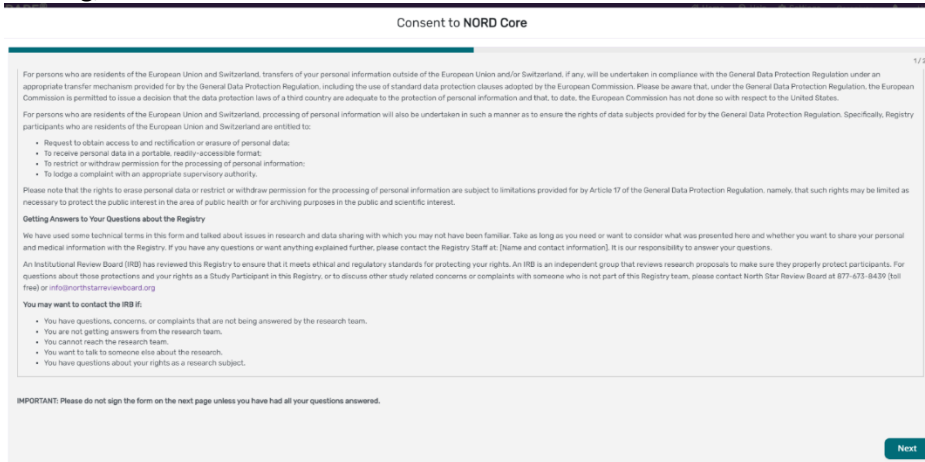 Consent to NORD Core
1/2
For persons who are residents of the European Union and Switzerland, transfers of your personal information outside of the European Union and/or Switzerland, if any, will be undertaken in compliance with the General Data Protection Regulation under an
appropriate transfer mechanism provided for by the General Data Protection Regulation, including the use of standard data protection clauses adopted by the European Commission. Please be aware that, under the General Data Protection Regulation, the European
Commission is permitted to issue a decision that the data protection laws of a third country are adequate to the protection of personal information and that, to date, the European Commission has not done so with respect to the United States.
For persons who are residents of the European Union and Switzerland, processing of personal information will also be undertaken in such a manner as to ensure the rights of data subjects provided for by the General Data Protection Regulation. Specifically, Registry
participants who are residents of the European Union and Switzerland are entitled to:
• Request to obtain access to and rectification or erasure of personal data;
• To receive personal data in a portable, readily-accessible format;
• To restrict or withdraw permission for the processing of personal information;
• To lodge a complaint with an appropriate supervisory authority.
Please note that the rights to erase personal data or restrict or withdraw permission for the processing of personal information are subject to limitations provided for by Article 17 of the General Data Protection Regulation, namely, that such rights may be limited as
necessary to protect the public interest in the area of public health or for archiving purposes in the public and scientific interest.
Getting Answers to Your Questions about the Registry
We have used some technical terms in this form and talked about issues in research and data sharing with which you may not have been familiar. Take as long as you need or want to consider what was presented here and whether you want to share your personal
and medical information with the Registry. If you have any questions or want anything explained further, please contact the Registry Staff at: [Name and contact information]. It is our responsibility to answer your questions.
An Institutional Review Board (IRB) has reviewed this Registry to ensure that it meets ethical and regulatory standards for protecting your rights. An IRB is an independent group that reviews research proposals to make sure they properly protect participants. For
questions about those protections and your rights as a Study Participant in this Registry, or to discuss other study related concerns or complaints with someone who is not part of this Registry team, please contact North Star Review Board at 877-673-8439 (toll
free) or info@northstarreviewboard.org
You may want to contact the IRB if:
• You have questions, concerns, or complaints that are not being answered by the research team.
• You are not getting answers from the research team.
• You cannot reach the research team.
• You want to talk to someone else about the research.
• You have questions about your rights as a research subject.
IMPORTANT: Please do not sign the form on the next page unless you have had all your questions answered.
Next